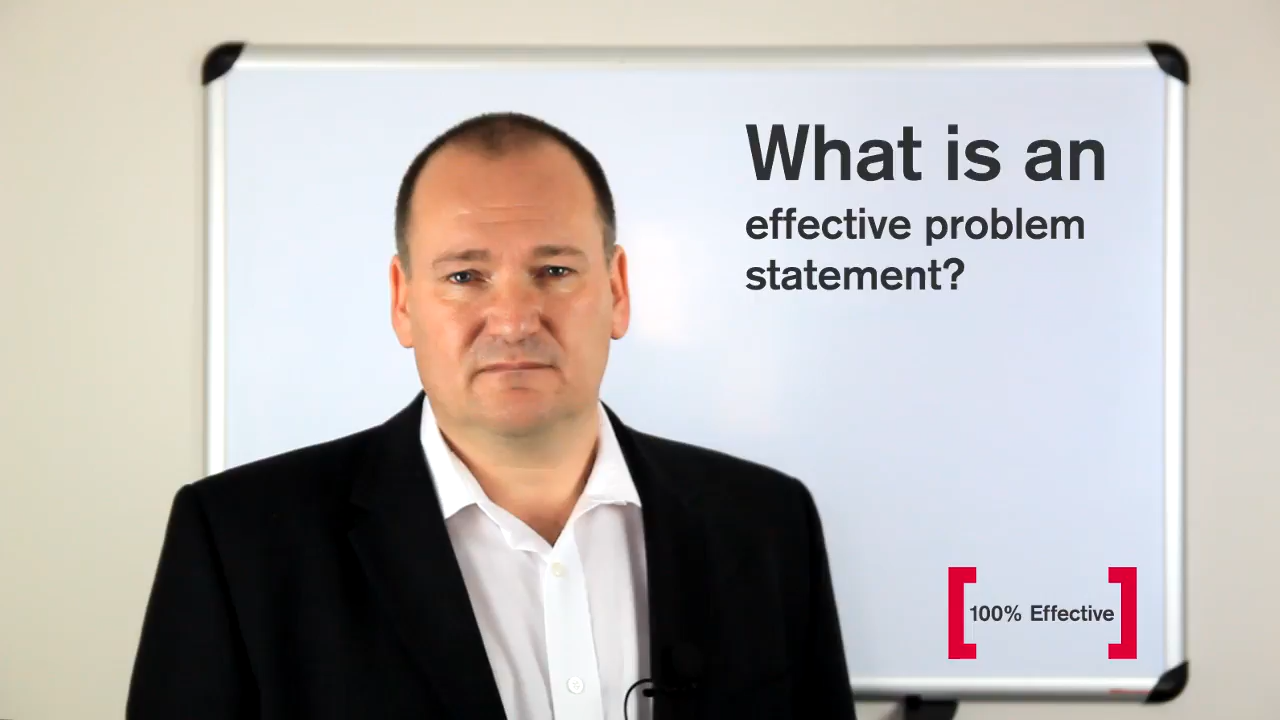 What is an
effective problem
statement?
100% Effective